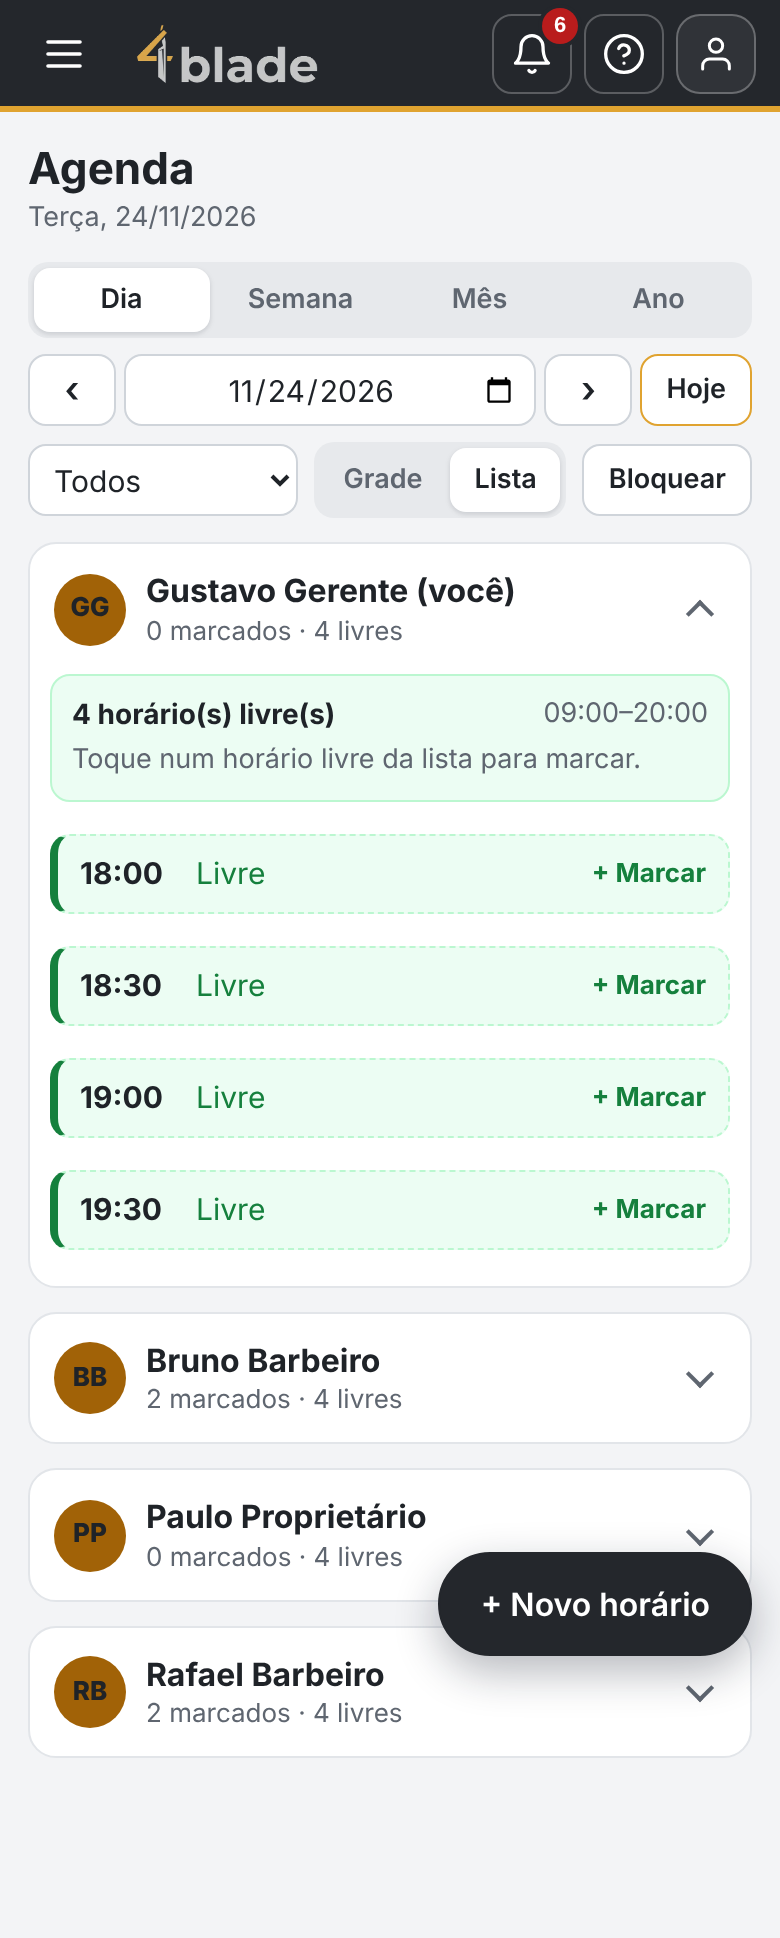 4blade
6
Agenda
Terça, 24/11/2026
Dia Semana Mês Ano
‹ 11/24/2026 › Hoje
Todos Grade Lista Bloquear
GG Gustavo Gerente (você)
0 marcados · 4 livres
4 horário(s) livre(s) 09:00–20:00
Toque num horário livre da lista para marcar.
18:00 Livre + Marcar
18:30 Livre + Marcar
19:00 Livre + Marcar
19:30 Livre + Marcar
BB Bruno Barbeiro
2 marcados · 4 livres
PP Paulo Proprietário
0 marcados · 4 livres
+ Novo horário
RB Rafael Barbeiro
2 marcados · 4 livres